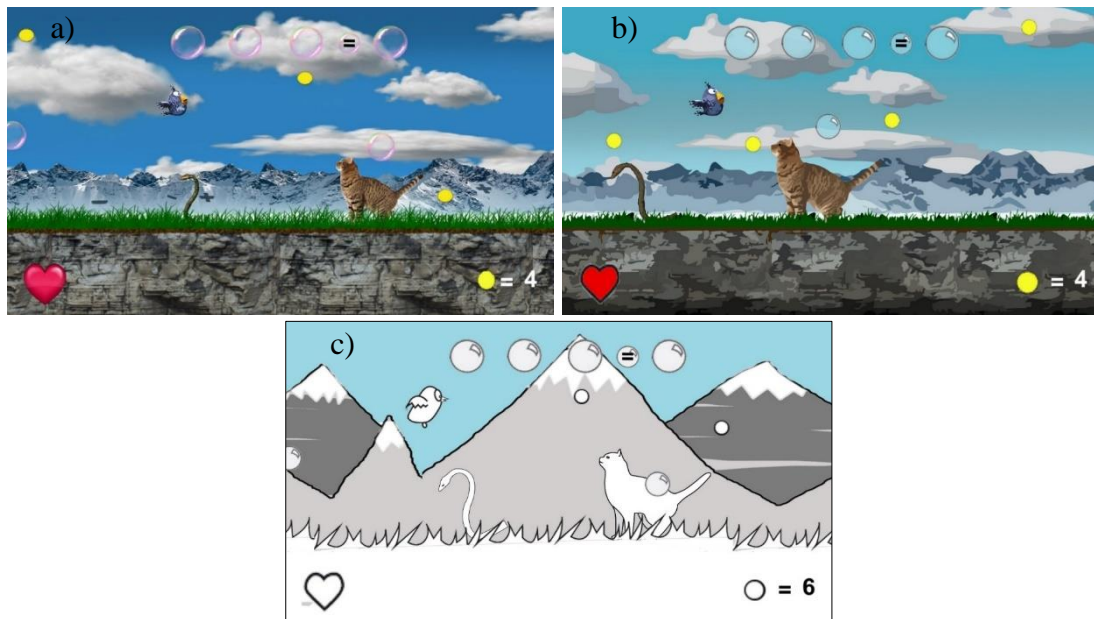 a)
=
= 4
b)
=
= 4
c)
=
= 6